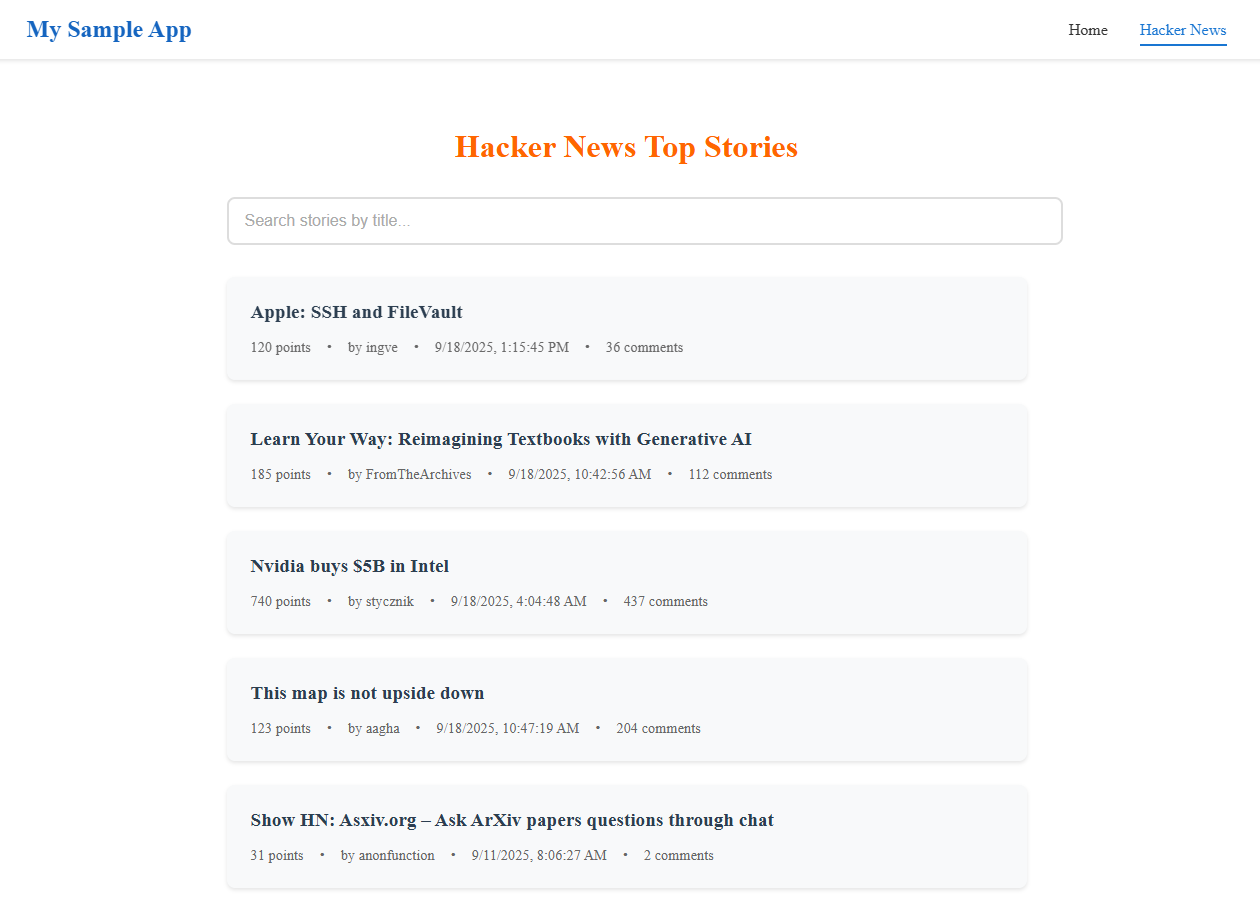 My Sample App
Home
Hacker News
Hacker News Top Stories
Search stories by title...
Apple: SSH and FileVault
120 points • by ingve • 9/18/2025, 1:15:45 PM • 36 comments
Learn Your Way: Reimagining Textbooks with Generative AI
185 points • by FromTheArchives • 9/18/2025, 10:42:56 AM • 112 comments
Nvidia buys $5B in Intel
740 points • by stycznik • 9/18/2025, 4:04:48 AM • 437 comments
This map is not upside down
123 points • by aagha • 9/18/2025, 10:47:19 AM • 204 comments
Show HN: Asxiv.org – Ask ArXiv papers questions through chat
31 points • by anonfunction • 9/11/2025, 8:06:27 AM • 2 comments